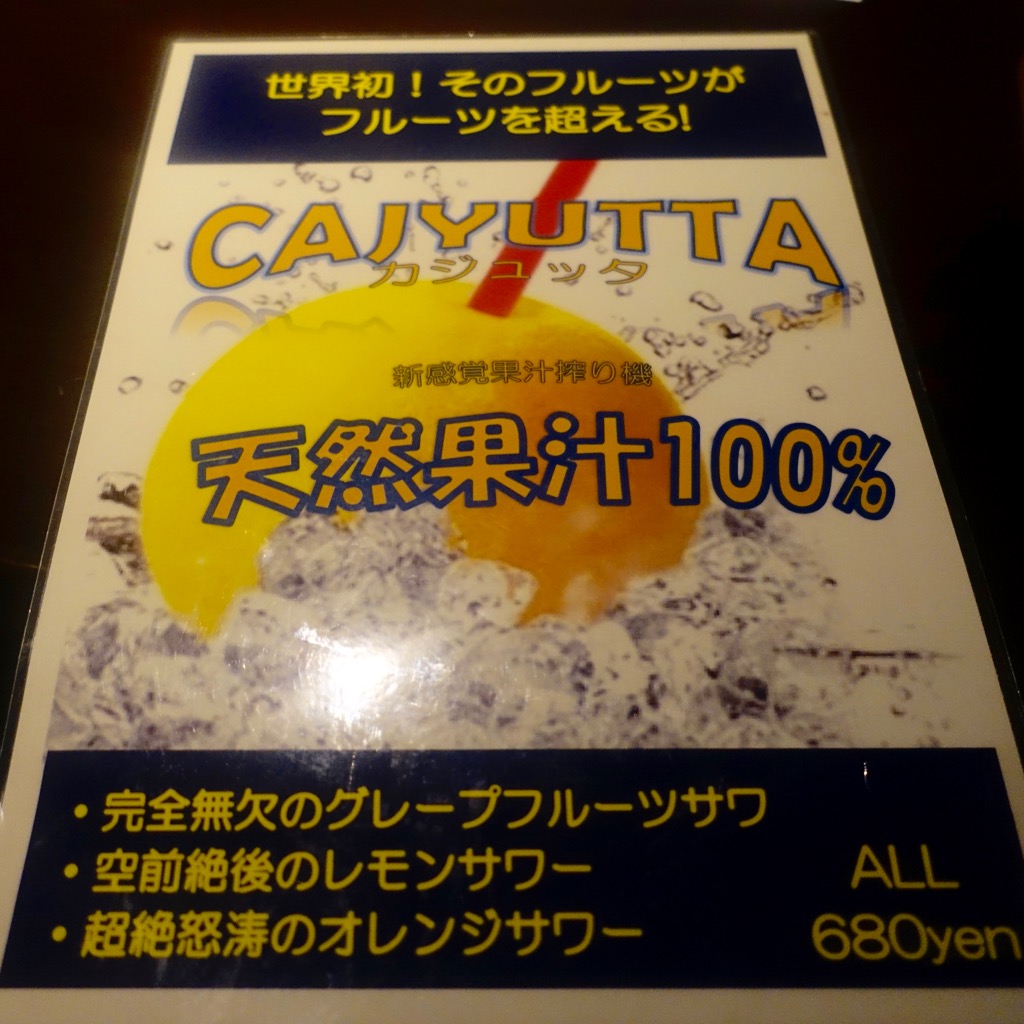 世界初!そのフルーツが
フルーツを超える!
CAJYUTTA
カジュッタ
新感覚果汁搾り機
天然果汁100%
・完全無欠のグレープフルーツサワ
・空前絶後のレモンサワー
・超絶怒涛のオレンジサワー
ALL
680yen